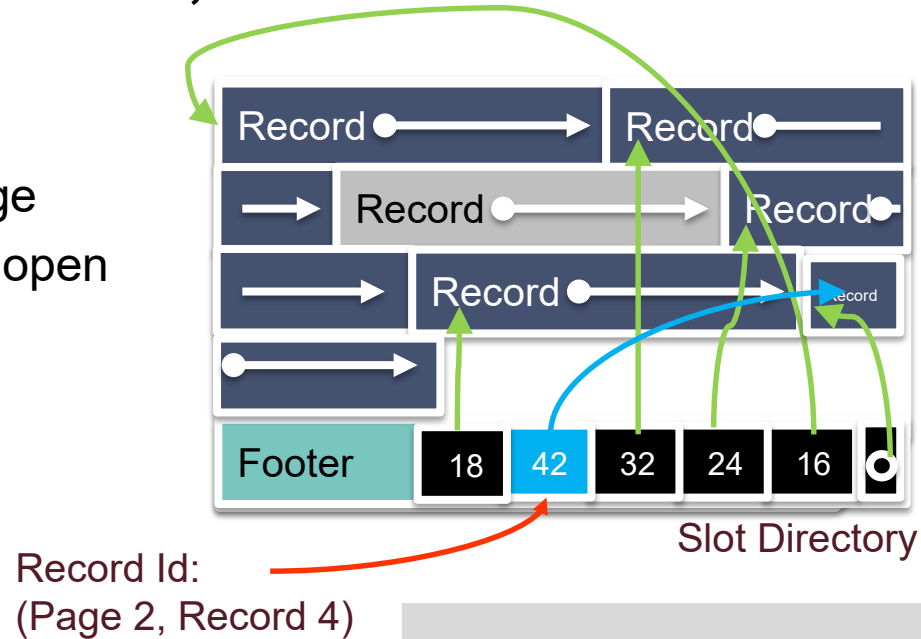 Record Record
ge Record Record
open
Record Record
Footer 18 42 32 24 16
Slot Directory
Record Id:
(Page 2, Record 4)